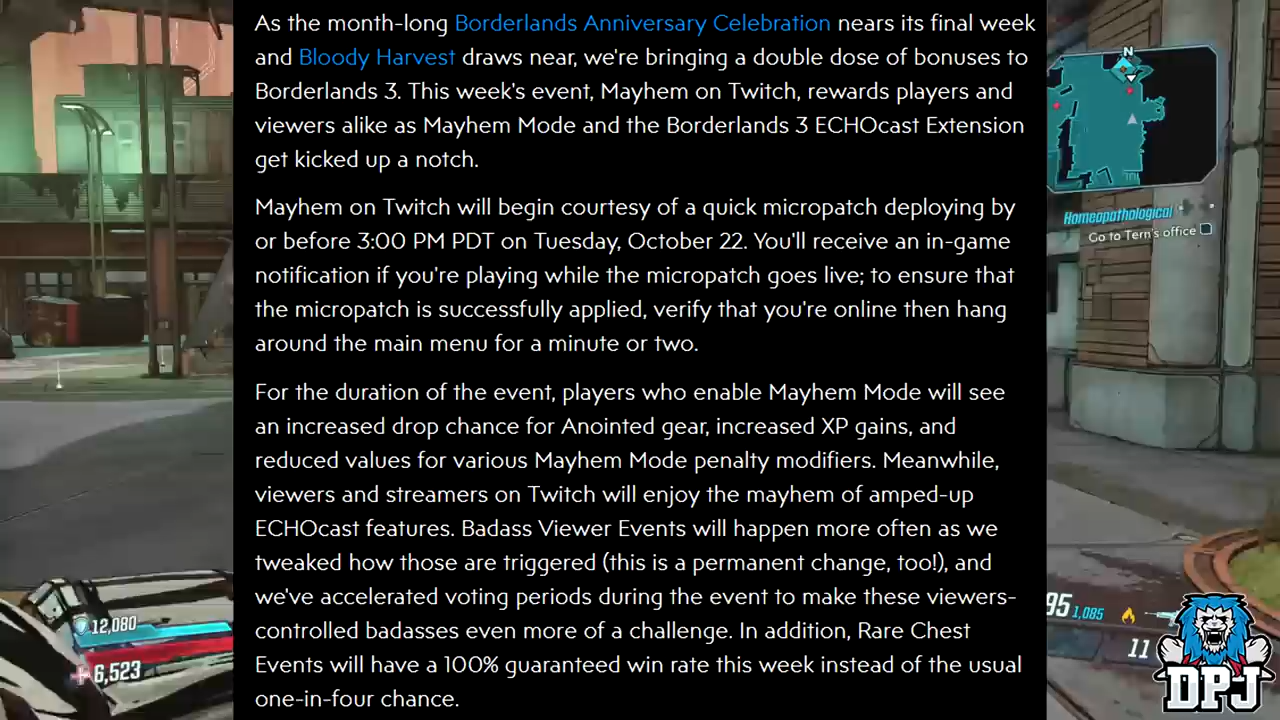 As the month-long Borderlands Anniversary Celebration nears its final week
and Bloody Harvest draws near, we're bringing a double dose of bonuses to
Borderlands 3. This week's event, Mayhem on Twitch, rewards players and
viewers alike as Mayhem Mode and the Borderlands 3 ECHOcast Extension
get kicked up a notch.
Mayhem on Twitch will begin courtesy of a quick micropatch deploying by
or before 3:00 PM PDT on Tuesday, October 22. You'll receive an in-game
notification if you're playing while the micropatch goes live; to ensure that
the micropatch is successfully applied, verify that you're online then hang
around the main menu for a minute or two.
For the duration of the event, players who enable Mayhem Mode will see
an increased drop chance for Anointed gear, increased XP gains, and
reduced values for various Mayhem Mode penalty modifiers. Meanwhile,
viewers and streamers on Twitch will enjoy the mayhem of amped-up
ECHOcast features. Badass Viewer Events will happen more often as we
tweaked how those are triggered (this is a permanent change, too!), and
we've accelerated voting periods during the event to make these viewers-
controlled badasses even more of a challenge. In addition, Rare Chest
Events will have a 100% guaranteed win rate this week instead of the usual
one-in-four chance.
N
Homeopathological
Go to Tern's office
12,080
6,523
95 1,085
11
DPJ